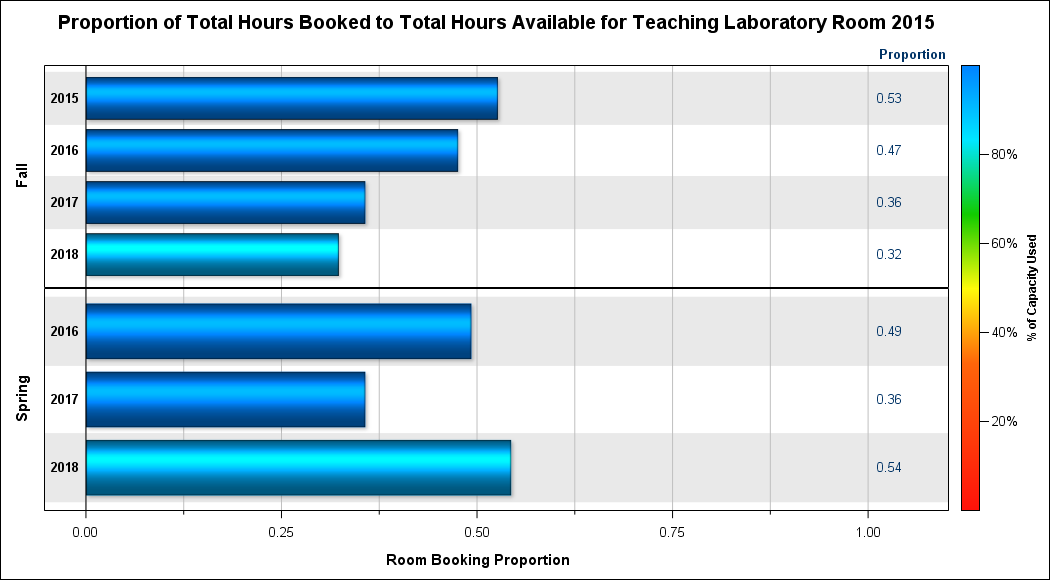 Proportion of Total Hours Booked to Total Hours Available for Teaching Laboratory Room 2015
Proportion
Fall
2015 0.53
2016 0.47
2017 0.36
2018 0.32
Spring
2016 0.49
2017 0.36
2018 0.54
0.00 0.25 0.50 0.75 1.00
Room Booking Proportion
80%
60%
40%
20%
% of Capacity Used